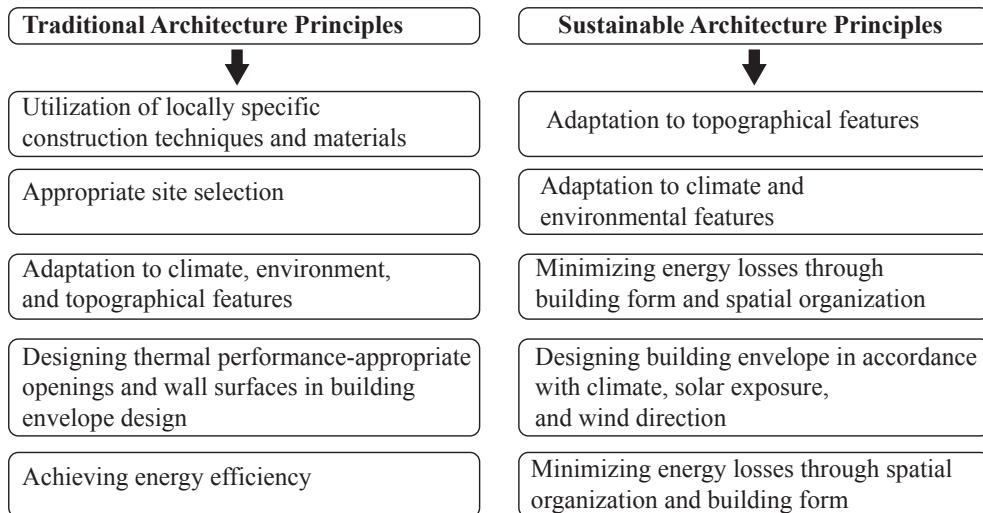 Traditional Architecture Principles
Utilization of locally specific
construction techniques and materials
Appropriate site selection
Adaptation to climate, environment,
and topographical features
Designing thermal performance-appropriate
openings and wall surfaces in building
envelope design
Achieving energy efficiency
Sustainable Architecture Principles
Adaptation to topographical features
Adaptation to climate and
environmental features
Minimizing energy losses through
building form and spatial organization
Designing building envelope in accordance
with climate, solar exposure,
and wind direction
Minimizing energy losses through spatial
organization and building form